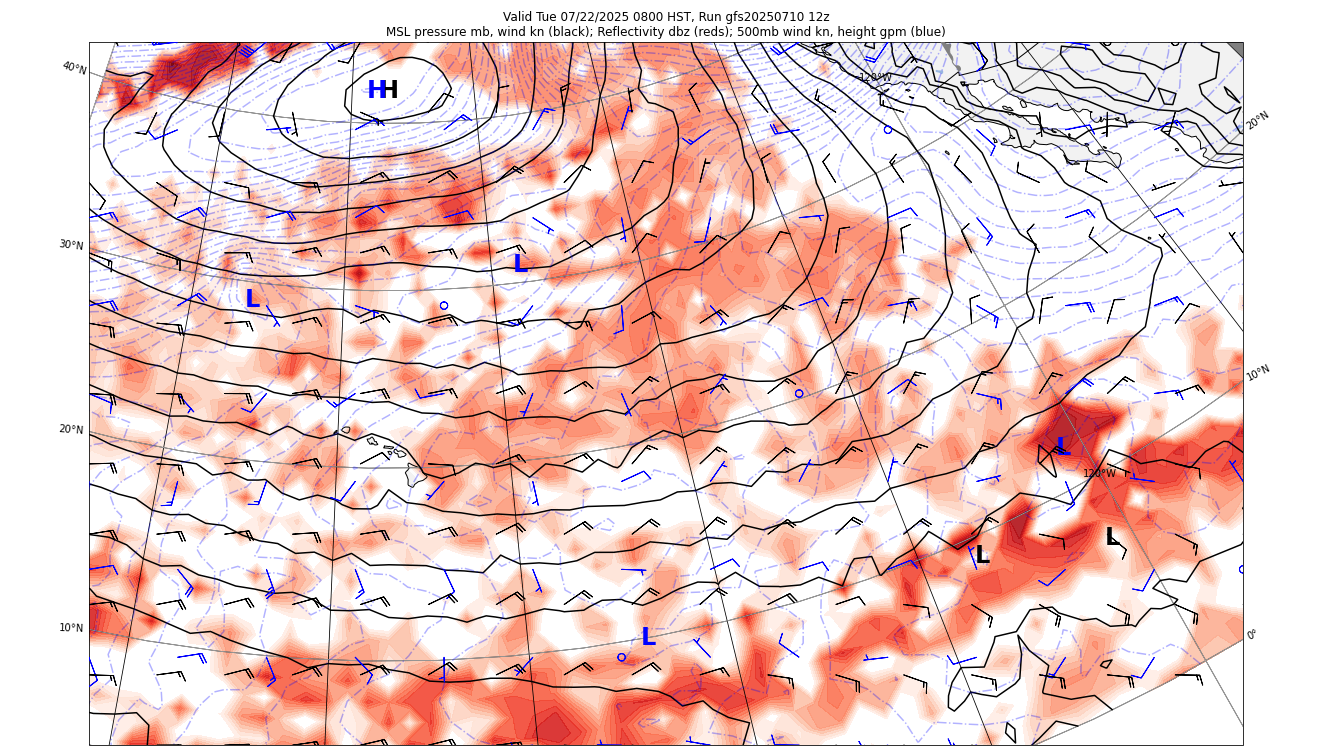 Valid Tue 07/22/2025 0800 HST, Run gfs20250710 12z
MSL pressure mb, wind kn (black); Reflectivity dbz (reds); 500mb wind kn, height gpm (blue)
40°N
HH
120°W
20°N
30°N
L
L
10°N
20°N
L
120°W
L
L
10°N
L
0°